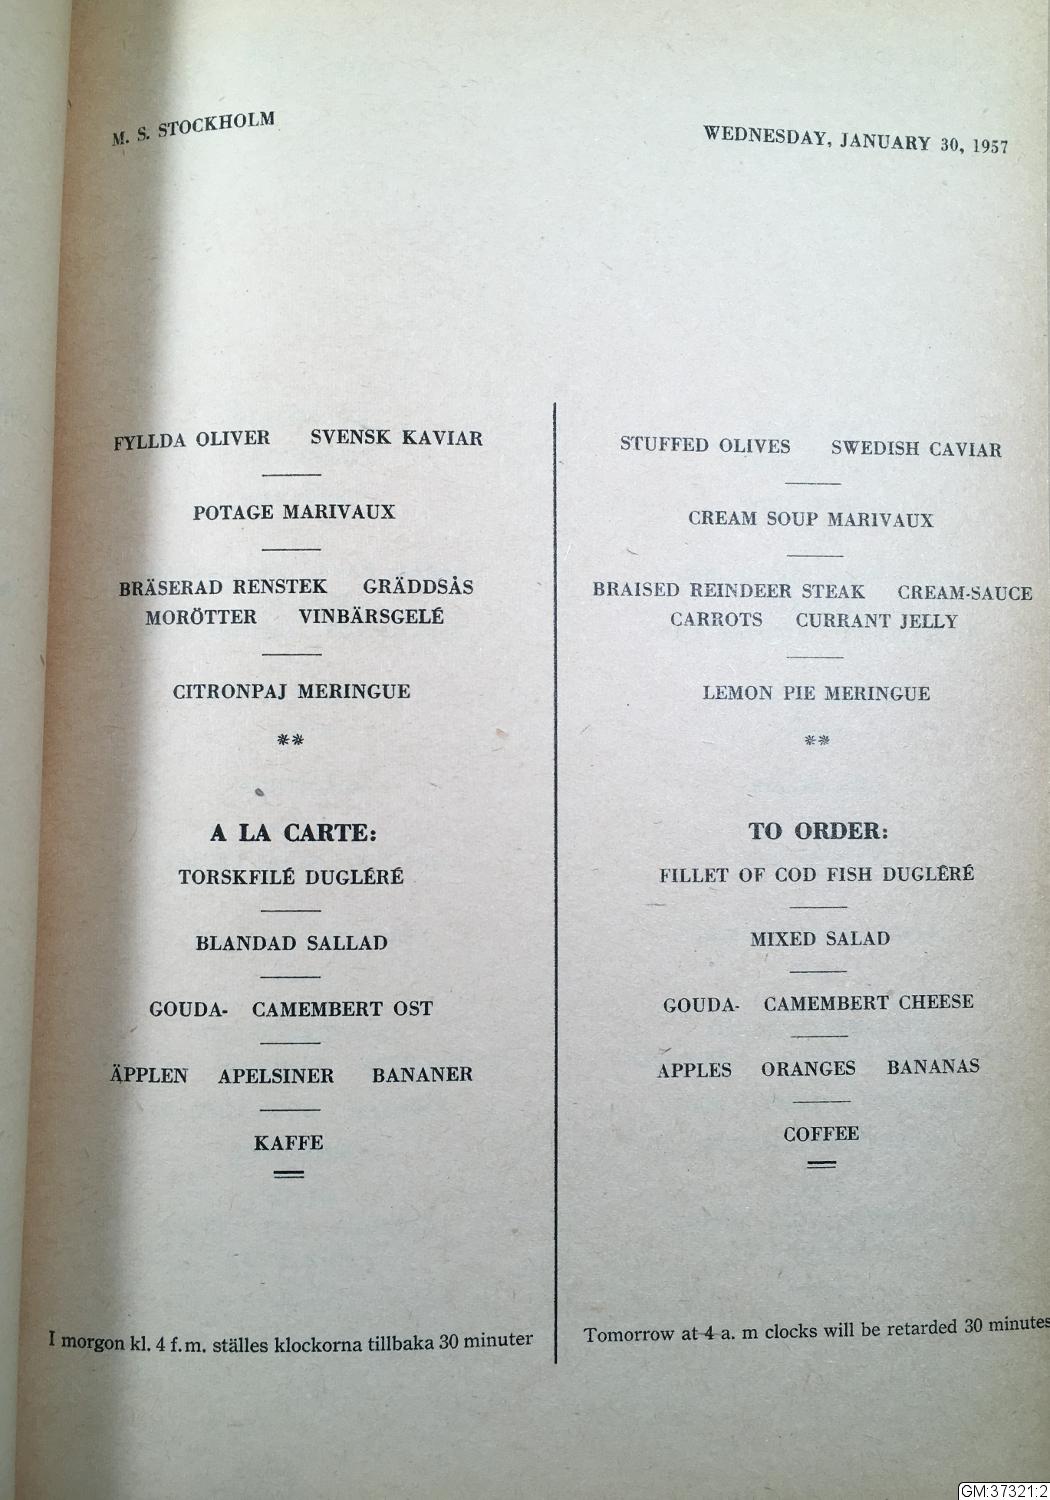 M. S. STOCKHOLM
WEDNESDAY, JANUARY 30, 1957
FYLLDA OLIVER SVENSK KAVIAR
POTAGE MARIVAUX
BRÄSERAD RENSTEK GRÄDDSÅS
MORÖTTER VINBÄRSGELÉ
CITRONPAJ MERINGUE
**
A LA CARTE:
TORSKFILÉ DUGLÉRÉ
BLANDAD SALLAD
GOUDA- CAMEMBERT OST
ÄPPLEN APELSINER BANANER
KAFFE
I morgon kl. 4 f.m. ställes klockorna tillbaka 30 minuter
STUFFED OLIVES SWEDISH CAVIAR
CREAM SOUP MARIVAUX
BRAISED REINDEER STEAK CREAM-SAUCE
CARROTS CURRANT JELLY
LEMON PIE MERINGUE
**
TO ORDER:
FILLET OF COD FISH DUGLÊRÉ
MIXED SALAD
GOUDA- CAMEMBERT CHEESE
APPLES ORANGES BANANAS
COFFEE
Tomorrow at 4 a. m clocks will be retarded 30 minutes
GM:37321:2